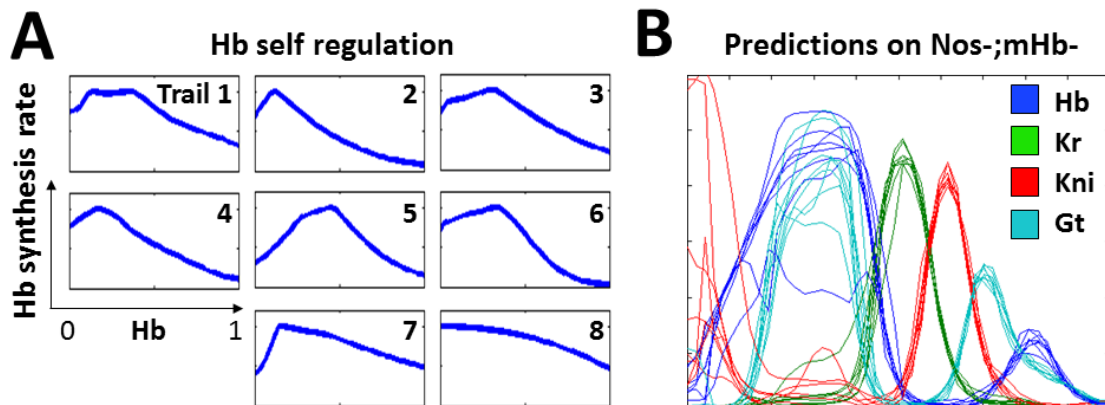 A
Hb self regulation
Hb synthesis rate
Trail 1
2
3
4
5
6
7
8
0 Hb 1
B
Predictions on Nos-;mHb-
Hb
Kr
Kni
Gt